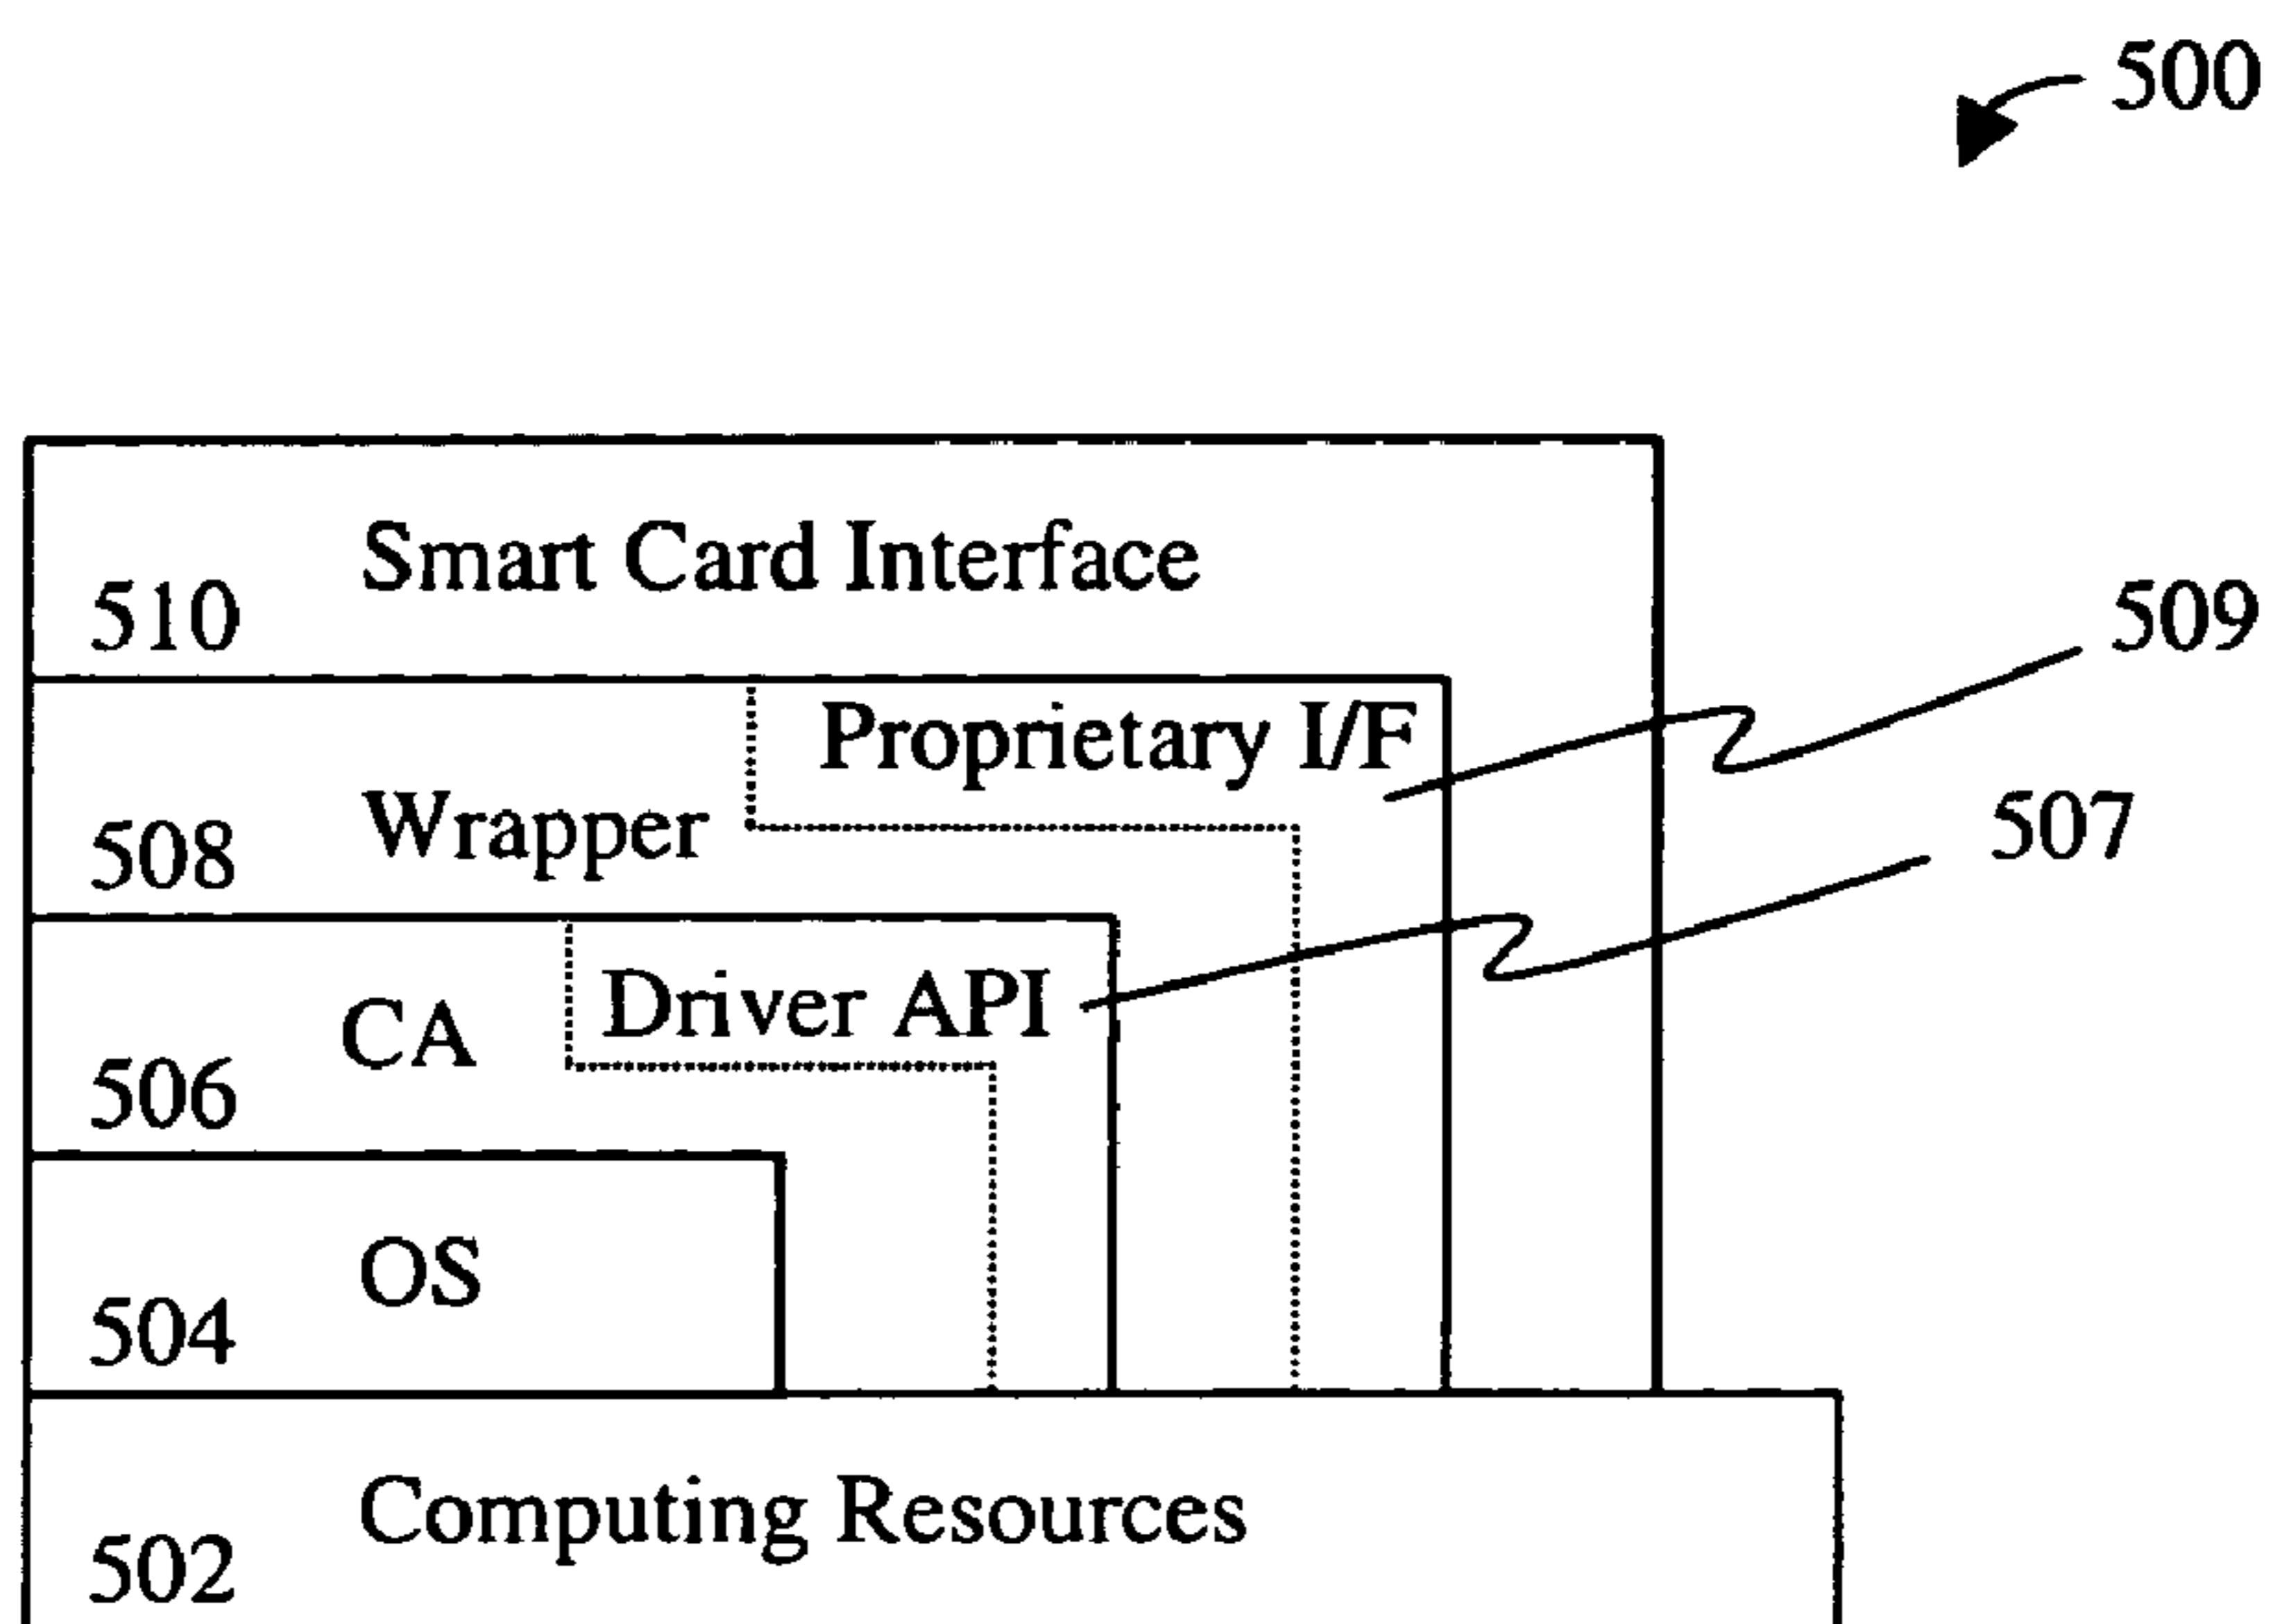 500
Smart Card Interface
510
509
Proprietary I/F
507
Wrapper
508
Driver API
CA
506
OS
504
Computing Resources
502